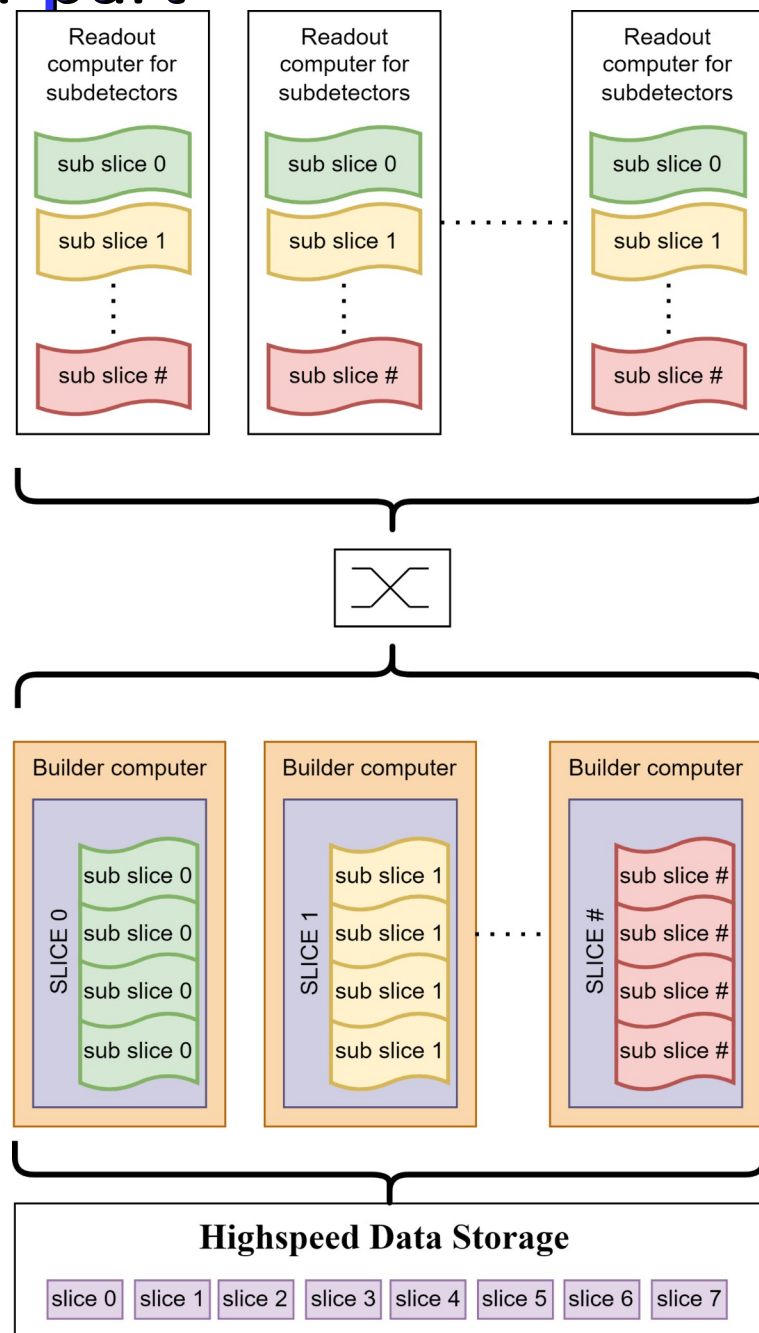 part
Readout
computer for
subdetectors
sub slice 0
sub slice 1
sub slice #
Readout
computer for
subdetectors
sub slice 0
sub slice 1
sub slice #
Readout
computer for
subdetectors
sub slice 0
sub slice 1
sub slice #
Builder computer
SLICE 0
sub slice 0
sub slice 0
sub slice 0
sub slice 0
Builder computer
SLICE 1
sub slice 1
sub slice 1
sub slice 1
sub slice 1
Builder computer
SLICE #
sub slice #
sub slice #
sub slice #
sub slice #
Highspeed Data Storage
slice 0 slice 1 slice 2 slice 3 slice 4 slice 5 slice 6 slice 7